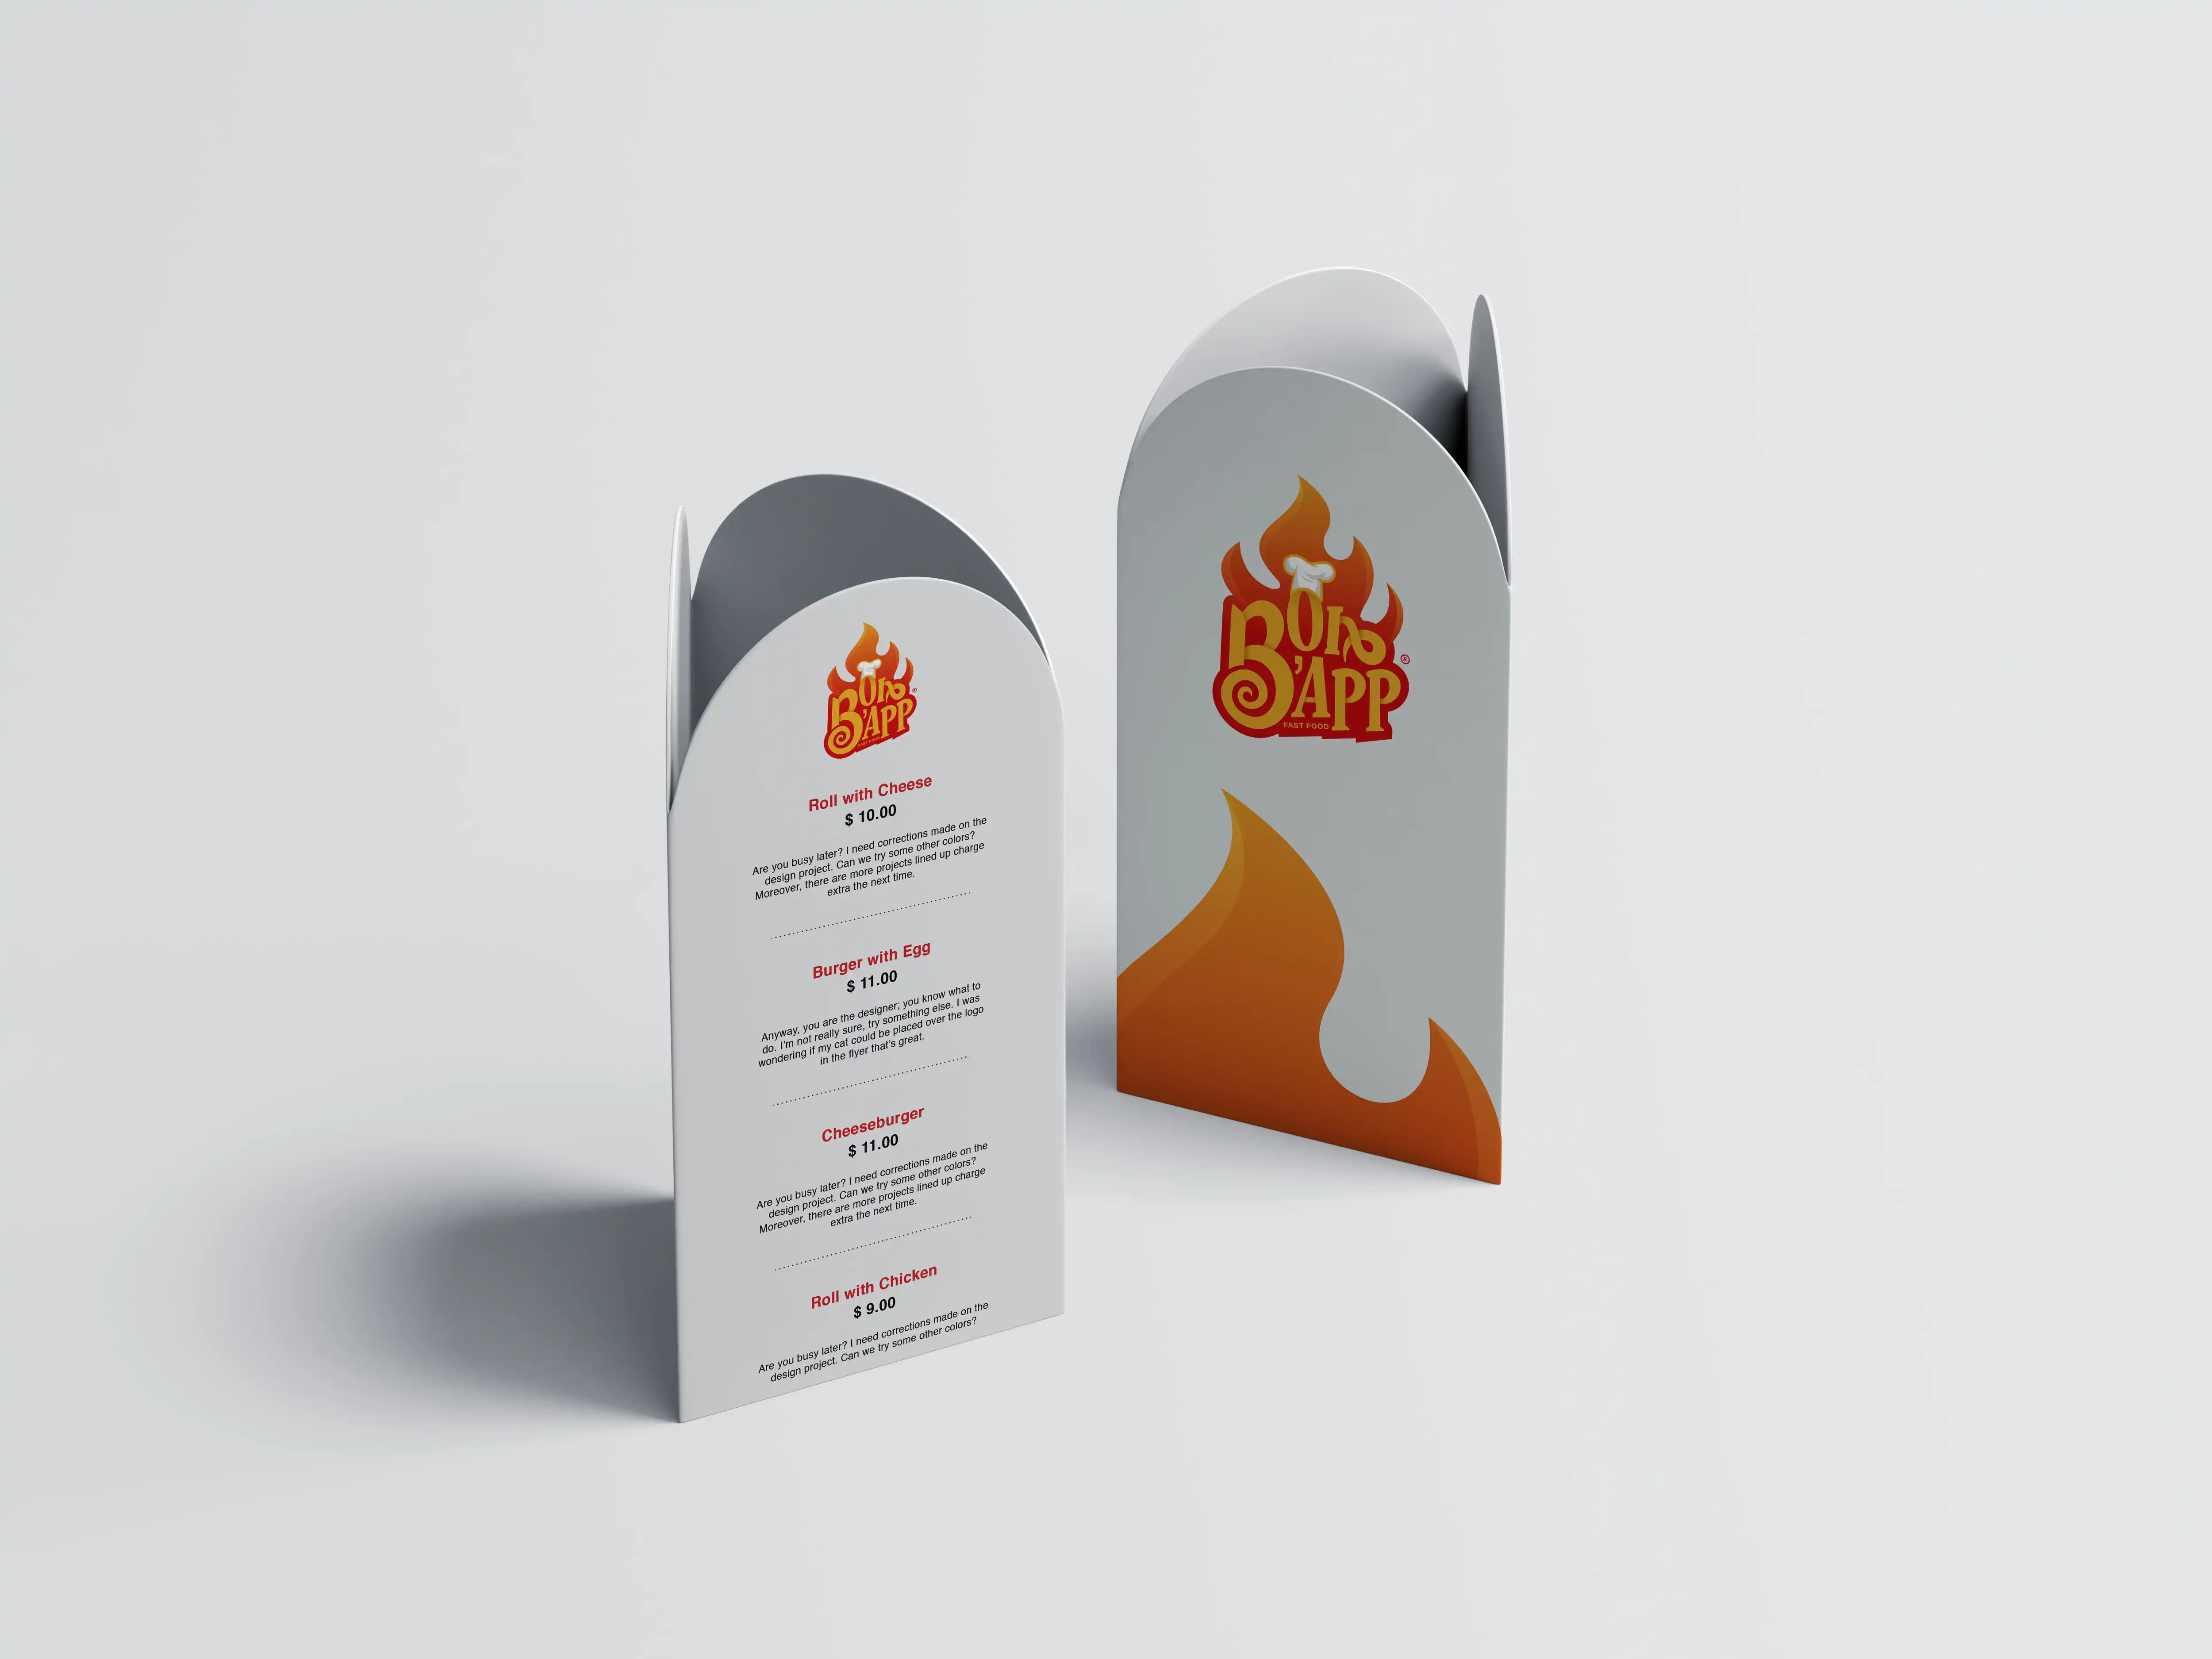 Bon
'APP
®
FAST FOOD
Roll with Cheese
$ 10.00
Are you busy later? I need corrections made on the
design project. Can we try some other colors?
Moreover, there are more projects lined up charge
extra the next time.
Burger with Egg
$ 11.00
Anyway, you are the designer; you know what to
do. I'm not really sure, try something else. I was
wondering if my cat could be placed over the logo
in the flyer that's great.
Cheeseburger
$ 11.00
Are you busy later? I need corrections made on the
design project. Can we try some other colors?
Moreover, there are more projects lined up charge
extra the next time.
Roll with Chicken
$ 9.00
Are you busy later? I need corrections made on the
design project. Can we try some other colors?
Bon
'APP
®
FAST FOOD